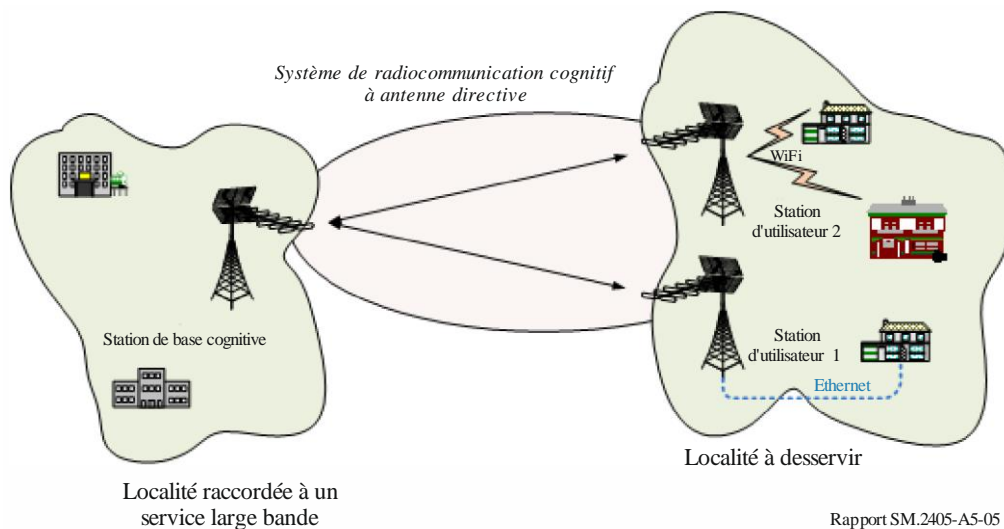 Système de radiocommunication cognitif
à antenne directive
WiFi
Station
d'utilisateur 2
Station de base cognitive
Station
d'utilisateur 1
Ethernet
Localité à desservir
Localité raccordée à un
service large bande
Rapport SM.2405-A5-05